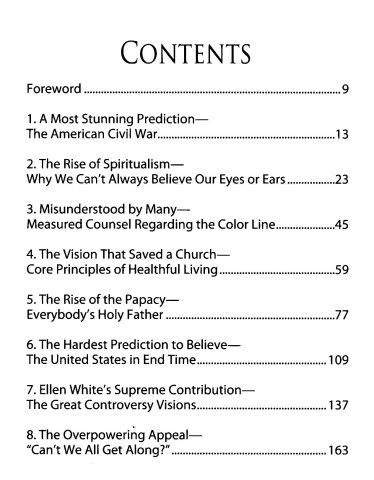 CONTENTS
Foreword ........................................................................................9
1. A Most Stunning Prediction—
The American Civil War.............................................................13
2. The Rise of Spiritualism—
Why We Can't Always Believe Our Eyes or Ears ................23
3. Misunderstood by Many—
Measured Counsel Regarding the Color Line....................45
4. The Vision That Saved a Church—
Core Principles of Healthful Living........................................59
5. The Rise of the Papacy—
Everybody's Holy Father ..........................................................77
6. The Hardest Prediction to Believe—
The United States in End Time.............................................109
7. Ellen White's Supreme Contribution—
The Great Controversy Visions............................................137
8. The Overpowering Appeal—
“Can't We All Get Along?”......................................................163